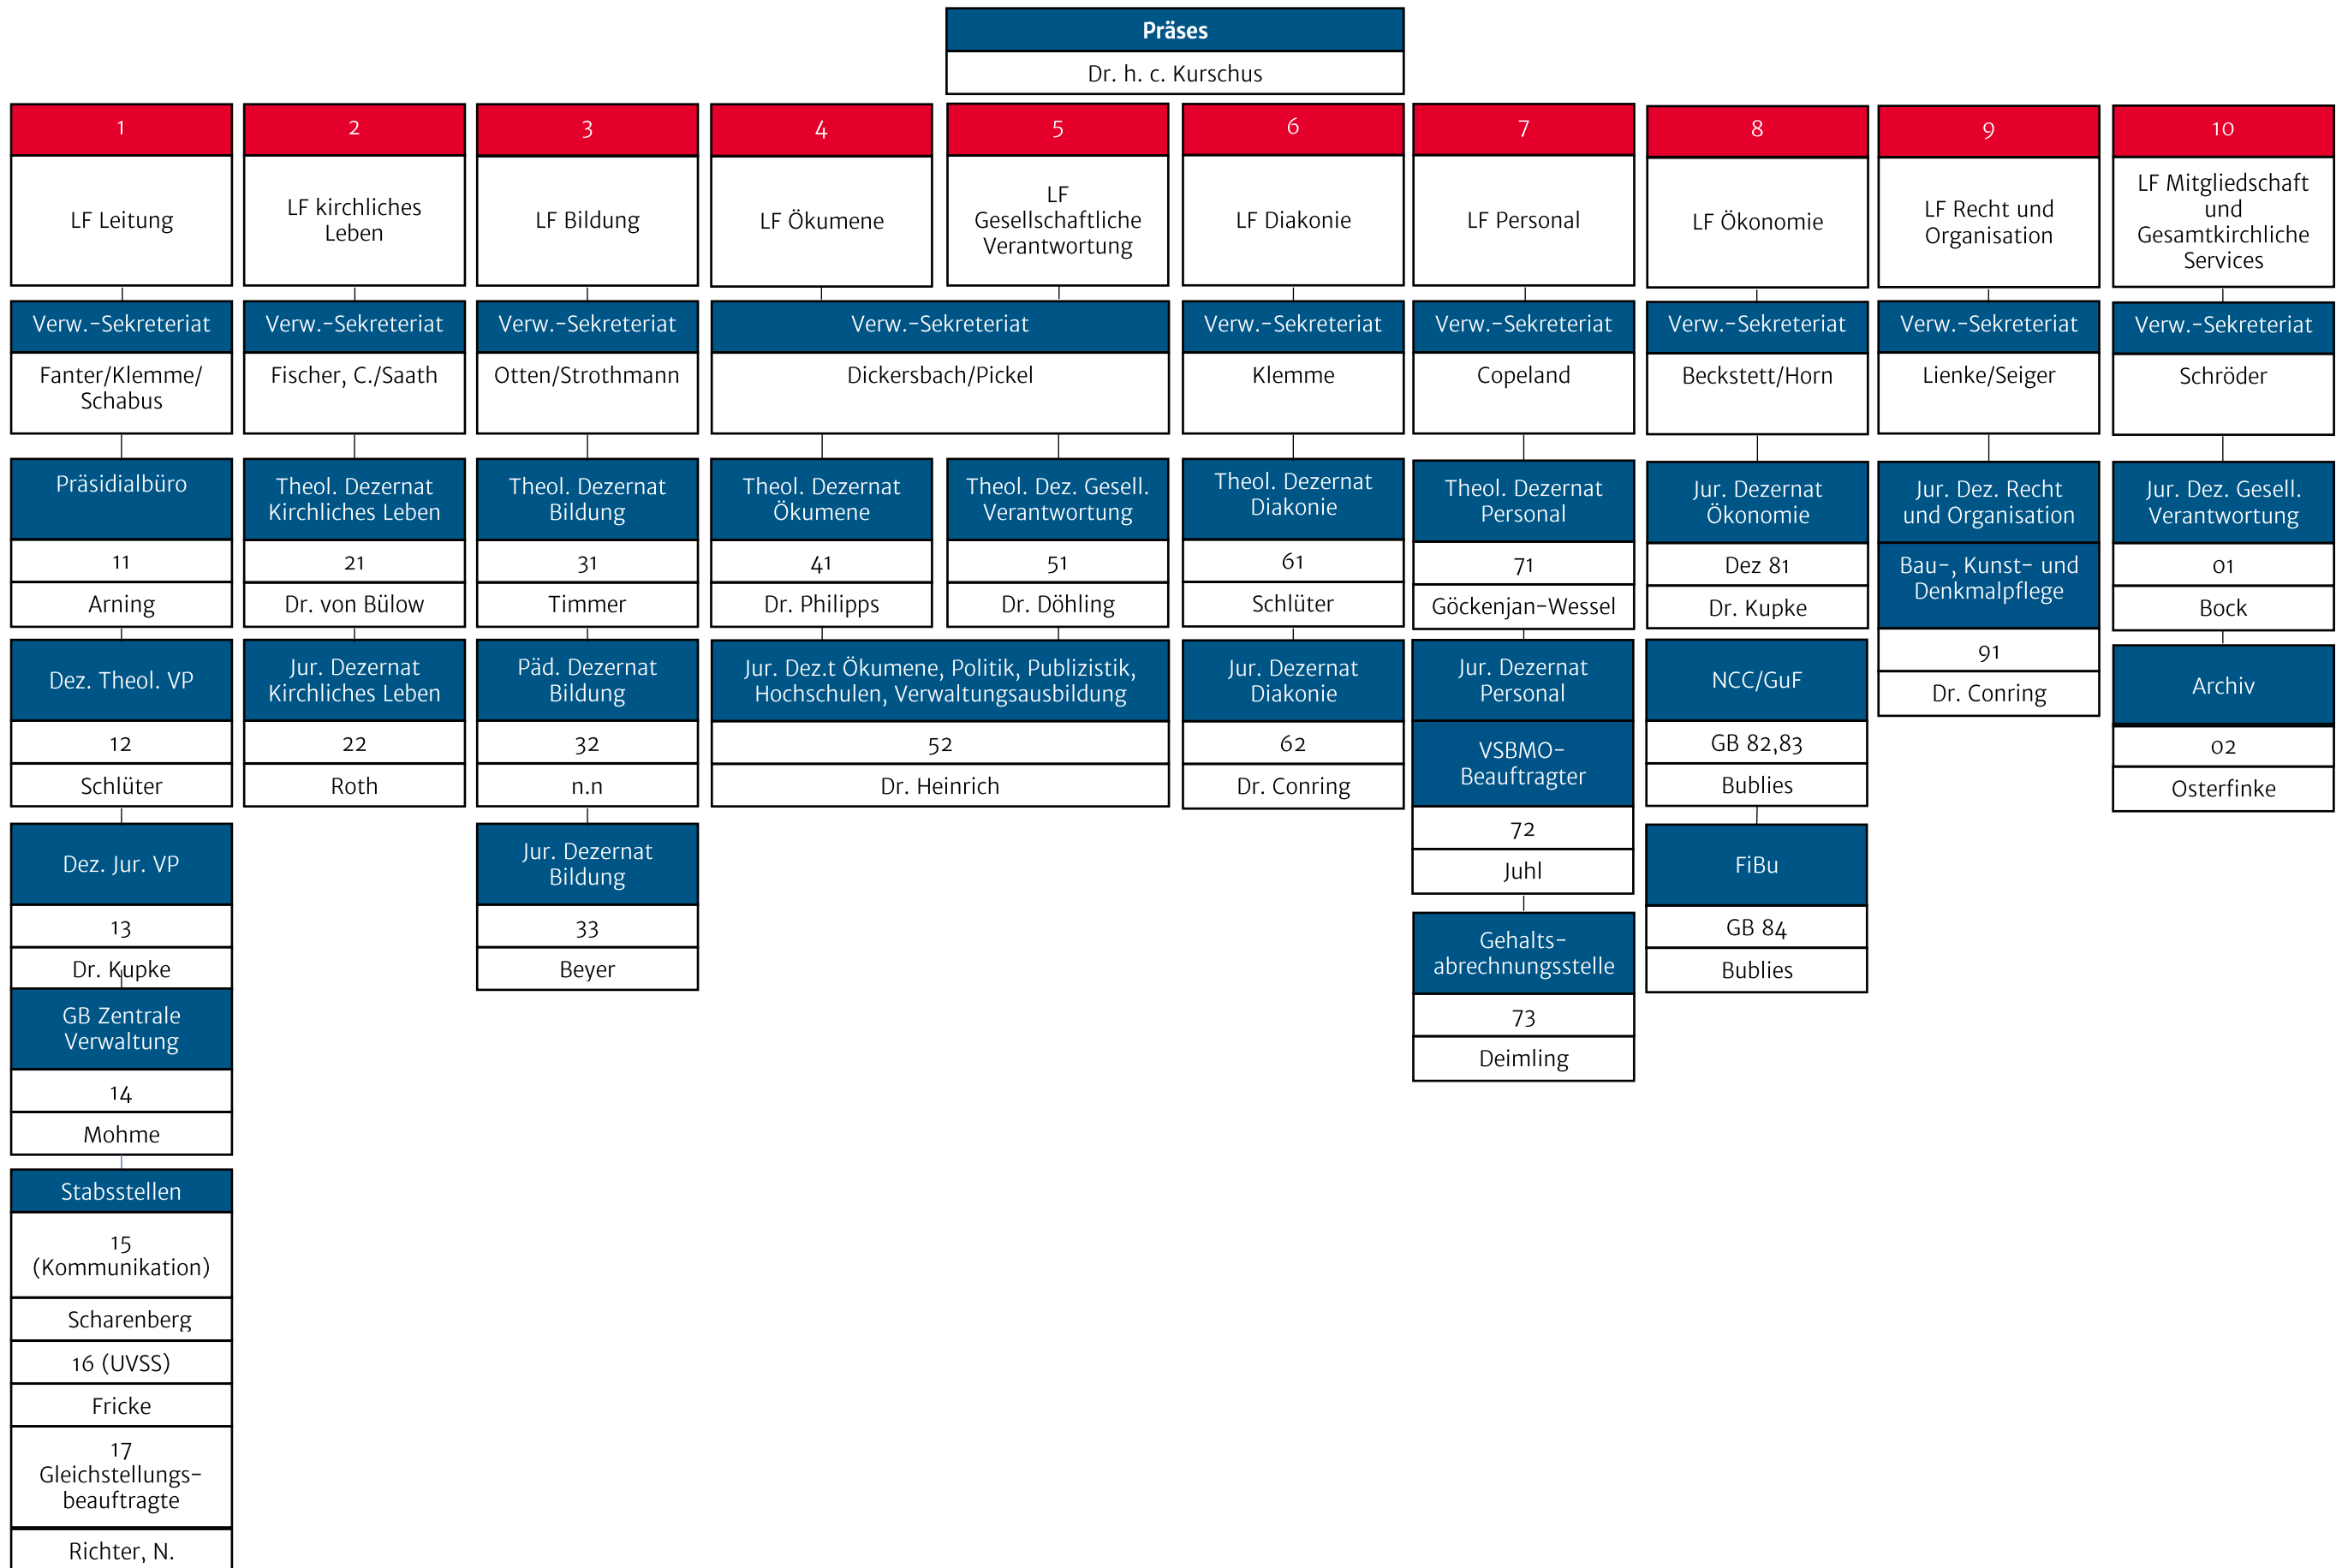 Präses
Dr. h. c. Kurschus
1
LF Leitung
Verw.-Sekreteriat
Fanter/Klemme/
Schabus
Präsidialbüro
11
Arning
Dez. Theol. VP
12
Schlüter
Dez. Jur. VP
13
Dr. Kupke
GB Zentrale
Verwaltung
14
Mohme
Stabsstellen
15
(Kommunikation)
Scharenberg
16 (UVSS)
Fricke
17
Gleichstellungs-
beauftragte
Richter, N.
2
LF kirchliches
Leben
Verw.-Sekreteriat
Fischer, C./Saath
Theol. Dezernat
Kirchliches Leben
21
Dr. von Bülow
Jur. Dezernat
Kirchliches Leben
22
Roth
3
LF Bildung
Verw.-Sekreteriat
Otten/Strothmann
Theol. Dezernat
Bildung
31
Timmer
Päd. Dezernat
Bildung
32
n.n
Jur. Dezernat
Bildung
33
Beyer
4
LF Ökumene
5
LF
Gesellschaftliche
Verantwortung
Verw.-Sekreteriat
Dickersbach/Pickel
Theol. Dezernat
Ökumene
41
Dr. Philipps
Theol. Dez. Gesell.
Verantwortung
51
Dr. Döhling
Jur. Dez.t Ökumene, Politik, Publizistik,
Hochschulen, Verwaltungsausbildung
52
Dr. Heinrich
6
LF Diakonie
Verw.-Sekreteriat
Klemme
Theol. Dezernat
Diakonie
61
Schlüter
Jur. Dezernat
Diakonie
62
Dr. Conring
7
LF Personal
Verw.-Sekreteriat
Copeland
Theol. Dezernat
Personal
71
Göckenjan-Wessel
Jur. Dezernat
Personal
VSBMO-
Beauftragter
72
Juhl
Gehalts-
abrechnungsstelle
73
Deimling
8
LF Ökonomie
Verw.-Sekreteriat
Beckstett/Horn
Jur. Dezernat
Ökonomie
Dez 81
Dr. Kupke
NCC/GuF
GB 82,83
Bublies
FiBu
GB 84
Bublies
9
LF Recht und
Organisation
Verw.-Sekreteriat
Lienke/Seiger
Jur. Dez. Recht
und Organisation
Bau-, Kunst- und
Denkmalpflege
91
Dr. Conring
10
LF Mitgliedschaft
und
Gesamtkirchliche
Services
Verw.-Sekreteriat
Schröder
Jur. Dez. Gesell.
Verantwortung
01
Bock
Archiv
02
Osterfinke